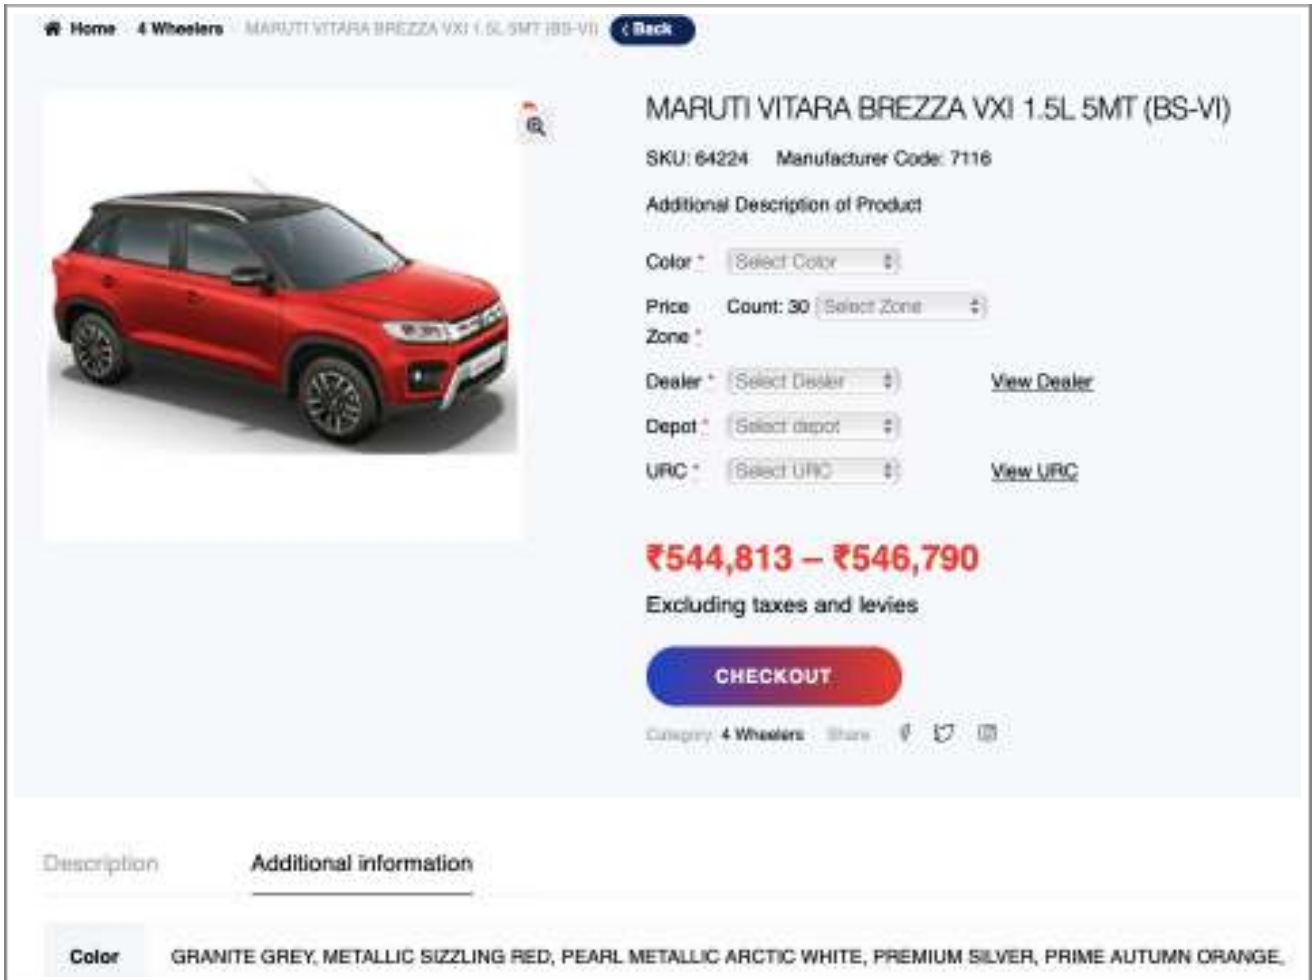 Home 4 Wheelers MARUTI VITARA BREZZA VXI 1.5L 5MT (BS-VI) Back
MARUTI VITARA BREZZA VXI 1.5L 5MT (BS-VI)
SKU: 64224 Manufacturer Code: 7116
Additional Description of Product
Color * Select Color
Price Zone * Count: 30 Select Zone
Dealer * Select Dealer View Dealer
Depot * Select depot
URC * Select URC View URC
₹544,813 – ₹546,790
Excluding taxes and levies
CHECKOUT
Category 4 Wheelers Share
Description Additional information
Color GRANITE GREY, METALLIC SIZZLING RED, PEARL METALLIC ARCTIC WHITE, PREMIUM SILVER, PRIME AUTUMN ORANGE,